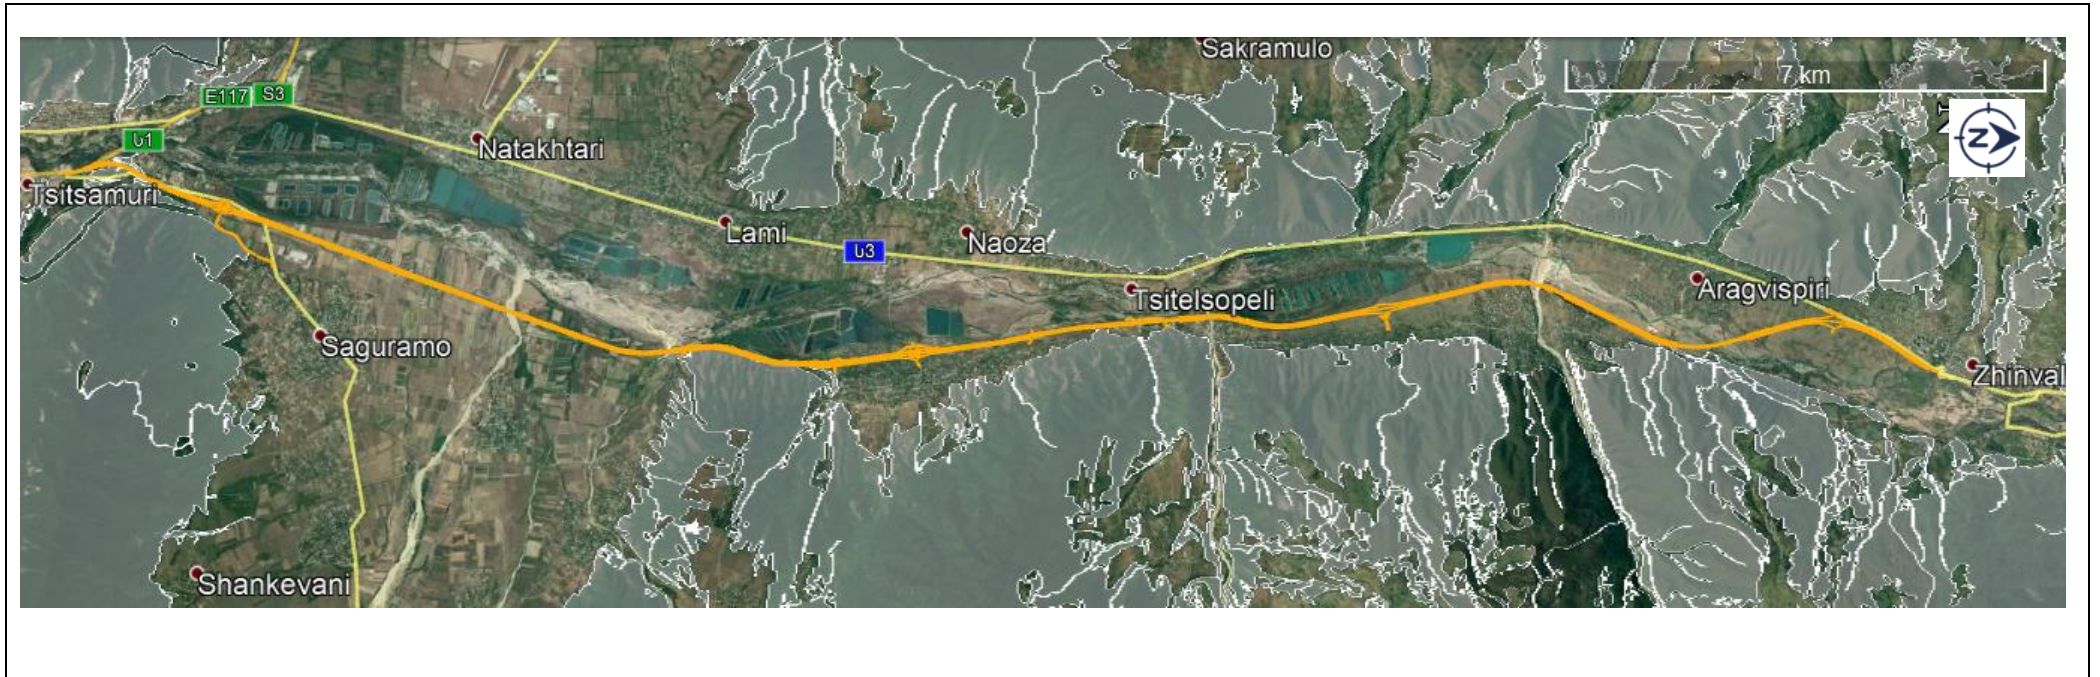 Sakramulo
7 km
E117
S3
ს1
Natakhtari
Tsitsamuri
Lami
ს3
Naoza
Tsitelsopeli
Aragvispiri
Saguramo
Zhinval
Shankevani
N